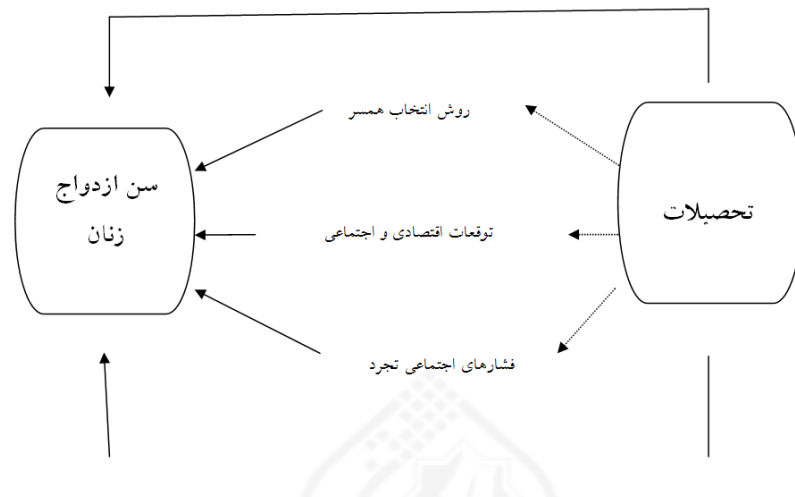 روش انتخاب همسر
سن ازدواج
زنان
تحصیلات
توقعات اقتصادی و اجتماعی
فشارهای اجتماعی تجرد